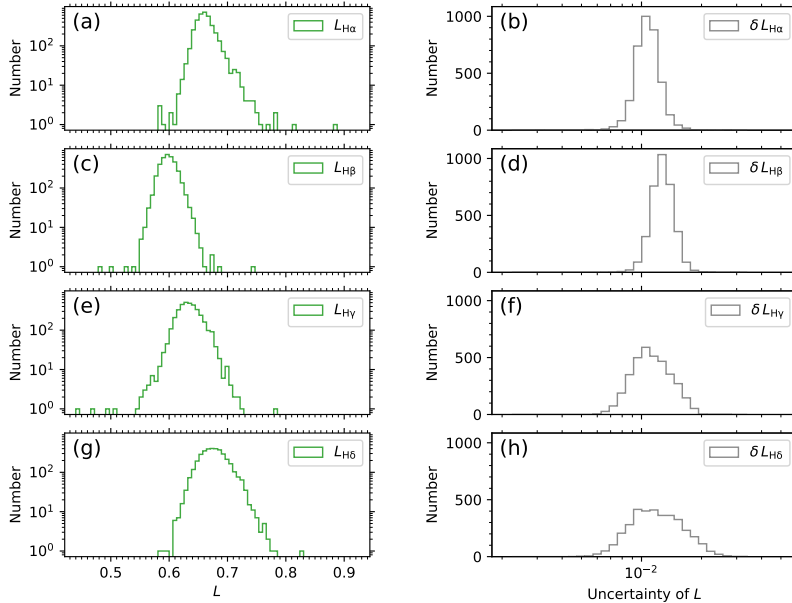 (a)
L_Hα
Number
10^2
10^1
10^0
(b)
δ L_Hα
Number
1000
500
0
(c)
L_Hβ
Number
10^2
10^1
10^0
(d)
δ L_Hβ
Number
1000
500
0
(e)
L_Hγ
Number
10^2
10^1
10^0
(f)
δ L_Hγ
Number
1000
500
0
(g)
L_Hδ
Number
10^2
10^1
10^0
0.5 0.6 0.7 0.8 0.9
L
(h)
δ L_Hδ
Number
1000
500
0
10^−2
Uncertainty of L